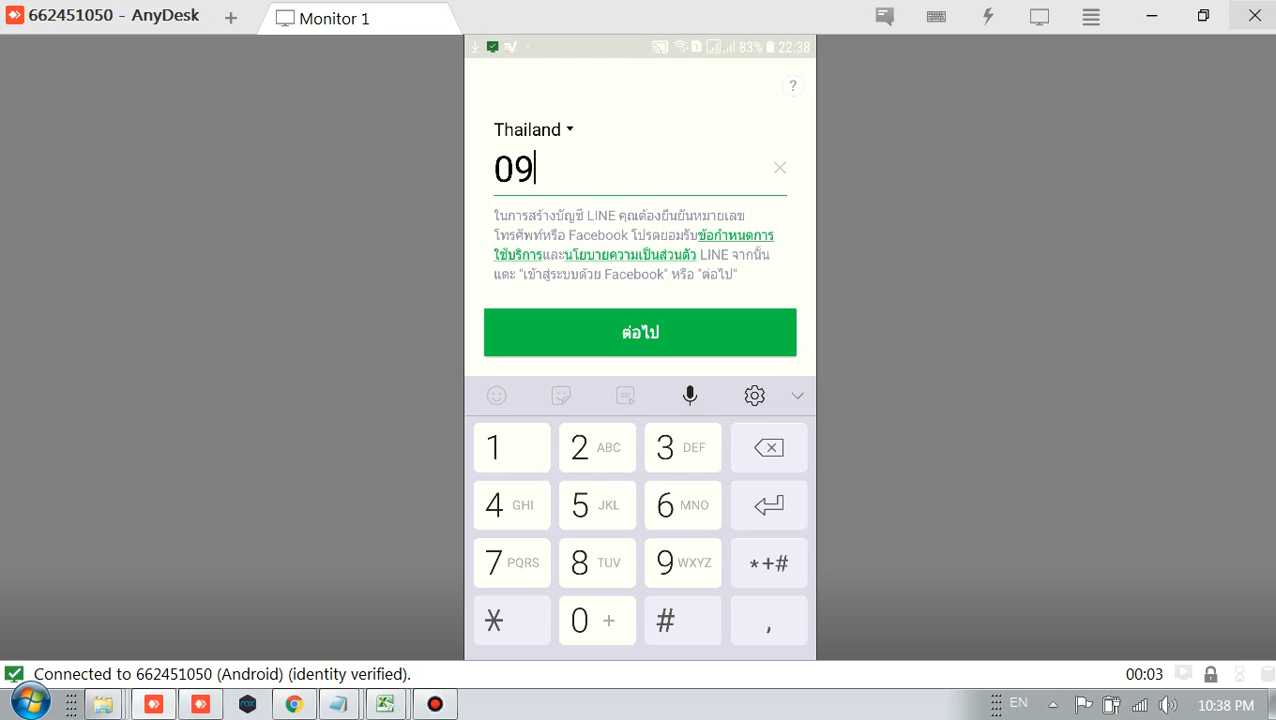 662451050 - AnyDesk
Monitor 1
83% 22:38
?
Thailand
09
ในการสร้างบัญชี LINE คุณต้องยืนยันหมายเลข
โทรศัพท์หรือ Facebook โปรดยอมรับข้อกำหนดการ
ใช้บริการและนโยบายความเป็นส่วนตัว LINE จากนั้น
แตะ "เข้าสู่ระบบด้วย Facebook" หรือ "ต่อไป"
ต่อไป
1 2 ABC 3 DEF
4 GHI 5 JKL 6 MNO
7 PQRS 8 TUV 9 WXYZ *+#
* 0 + # ,
Connected to 662451050 (Android) (identity verified). 00:03
EN 10:38 PM